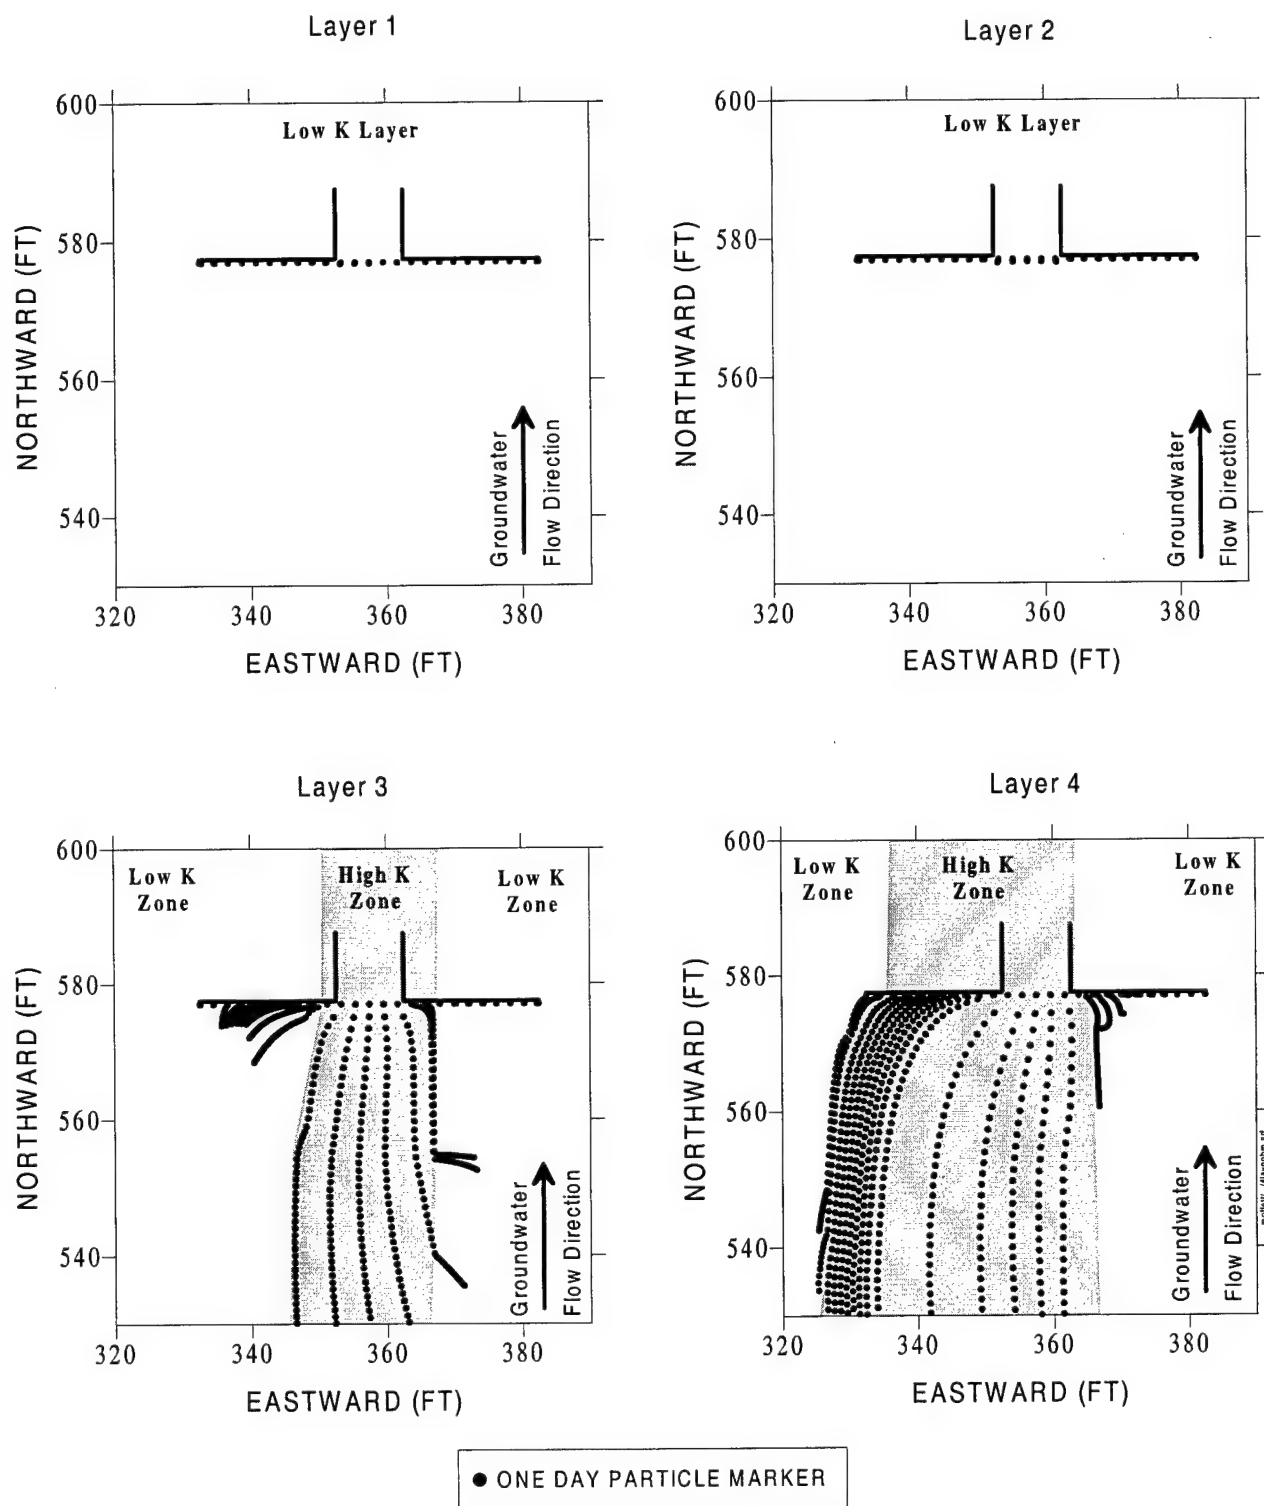 Layer 1
600
580
560
540
320
340
360
380
NORTHWARD (FT)
EASTWARD (FT)
Low K Layer
Groundwater
Flow Direction
Layer 2
600
580
560
540
320
340
360
380
NORTHWARD (FT)
EASTWARD (FT)
Low K Layer
Groundwater
Flow Direction
Layer 3
600
580
560
540
320
340
360
380
NORTHWARD (FT)
EASTWARD (FT)
Low K
Zone
High K
Zone
Low K
Zone
Groundwater
Flow Direction
Layer 4
600
580
560
540
320
340
360
380
NORTHWARD (FT)
EASTWARD (FT)
Low K
Zone
High K
Zone
Low K
Zone
Groundwater
Flow Direction
ONE DAY PARTICLE MARKER